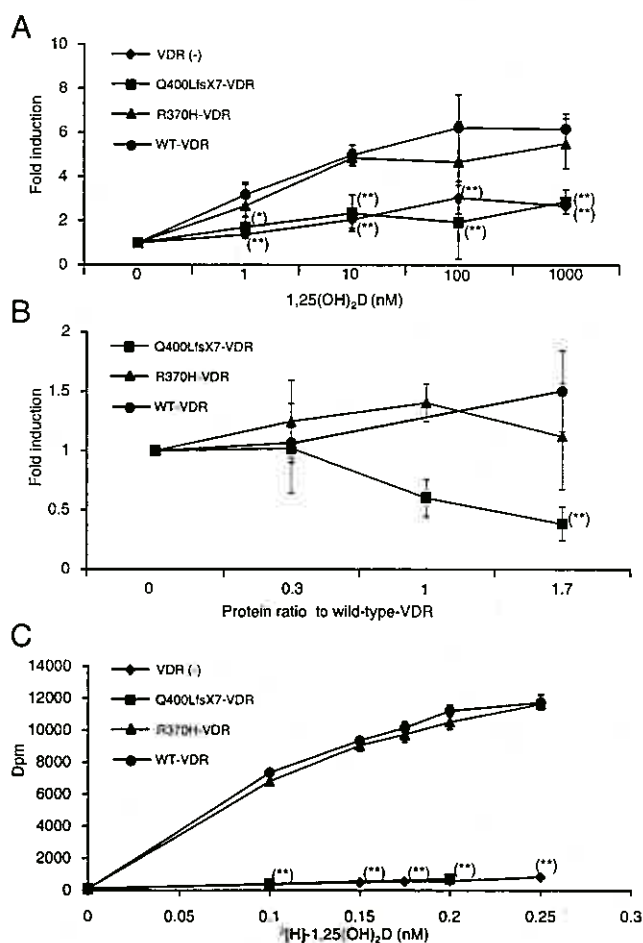 A
VDR (-)
Q400LfsX7-VDR
R370H-VDR
WT-VDR
10
8
6
4
2
0
Fold induction
(*)
(**)
(**)
(**)
(**)
(**)
(**)
(**)
0 1 10 100 1000
1,25(OH)2D (nM)
B
Q400LfsX7-VDR
R370H-VDR
WT-VDR
2
1.5
1
0.5
0
Fold induction
(**)
0 0.3 1 1.7
Protein ratio to wild-type-VDR
C
VDR (-)
Q400LfsX7-VDR
R370H-VDR
WT-VDR
14000
12000
10000
8000
6000
4000
2000
0
Dpm
(**) (**) (**) (**) (**)
0 0.05 0.1 0.15 0.2 0.25 0.3
[H]-1,25(OH)2D (nM)